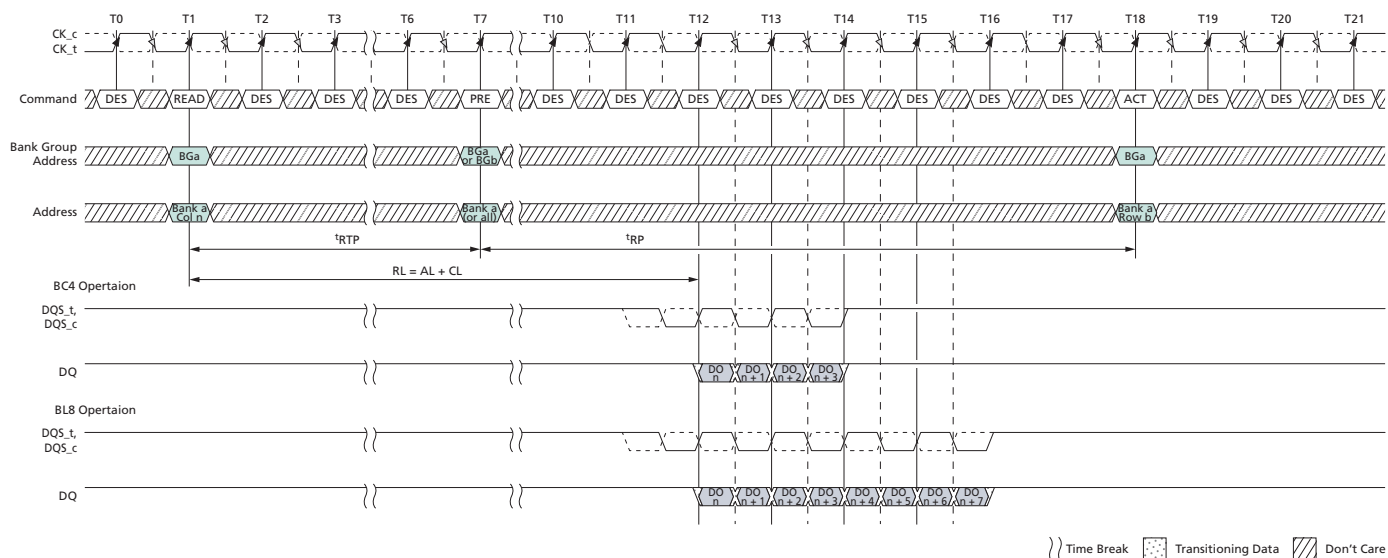 T0 T1 T2 T3 T6 T7 T10 T11 T12 T13 T14 T15 T16 T17 T18 T19 T20 T21
CK_c
CK_t
Command DES READ DES DES DES PRE DES DES DES DES DES DES DES DES ACT DES DES DES
Bank Group
Address
BGa
BGa
or BGb
BGa
Address
Bank a
Col n
Bank a
(or all)
Bank a
Row b
tRTP tRP
RL = AL + CL
BC4 Opertaion
DQS_t,
DQS_c
DQ
DO
n
DO
n + 1
DO
n + 2
DO
n + 3
BL8 Opertaion
DQS_t,
DQS_c
DQ
DO
n
DO
n + 1
DO
n + 2
DO
n + 3
DO
n + 4
DO
n + 5
DO
n + 6
DO
n + 7
Time Break Transitioning Data Don't Care